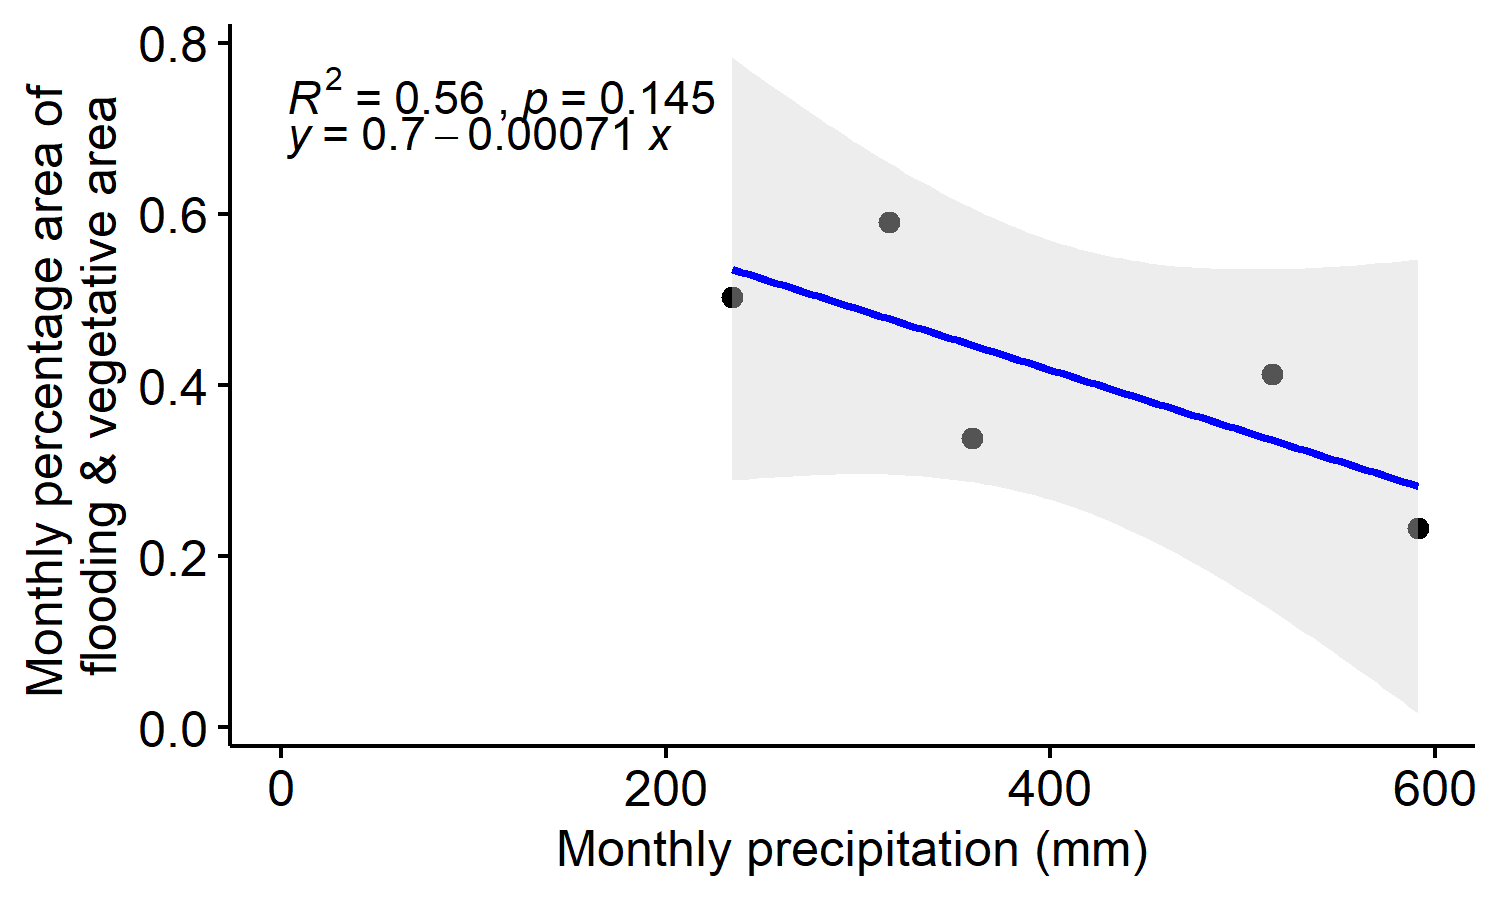 Monthly percentage area of
flooding & vegetative area
0.8
0.6
0.4
0.2
0.0
R² = 0.56 , p = 0.145
y = 0.7 − 0.00071 x
0 200 400 600
Monthly precipitation (mm)